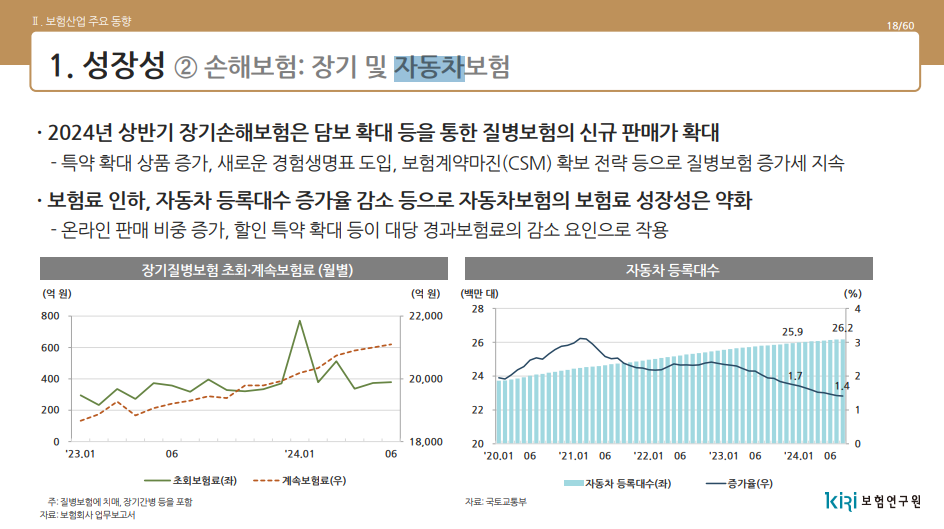 Ⅱ. 보험산업 주요 동향
18/60
1. 성장성 ② 손해보험: 장기 및 자동차보험
· 2024년 상반기 장기손해보험은 담보 확대 등을 통한 질병보험의 신규 판매가 확대
- 특약 확대 상품 증가, 새로운 경험생명표 도입, 보험계약마진(CSM) 확보 전략 등으로 질병보험 증가세 지속
· 보험료 인하, 자동차 등록대수 증가율 감소 등으로 자동차보험의 보험료 성장성은 약화
- 온라인 판매 비중 증가, 할인 특약 확대 등이 대당 경과보험료의 감소 요인으로 작용
장기질병보험 초회·계속보험료 (월별)
(억 원) (억 원)
800 22,000
600
400 20,000
200
0 18,000
'23.01 06 '24.01 06
초회보험료(좌) 계속보험료(우)
주: 질병보험에 치매, 장기간병 등을 포함
자료: 보험회사 업무보고서
자동차 등록대수
(백만 대) (%)
28 4
25.9 26.2
26 3
24 2
1.7 1.4
22 1
20 0
'20.01 06 '21.01 06 '22.01 06 '23.01 06 '24.01 06
자동차 등록대수(좌) 증가율(우)
자료: 국토교통부
KIRI 보험연구원